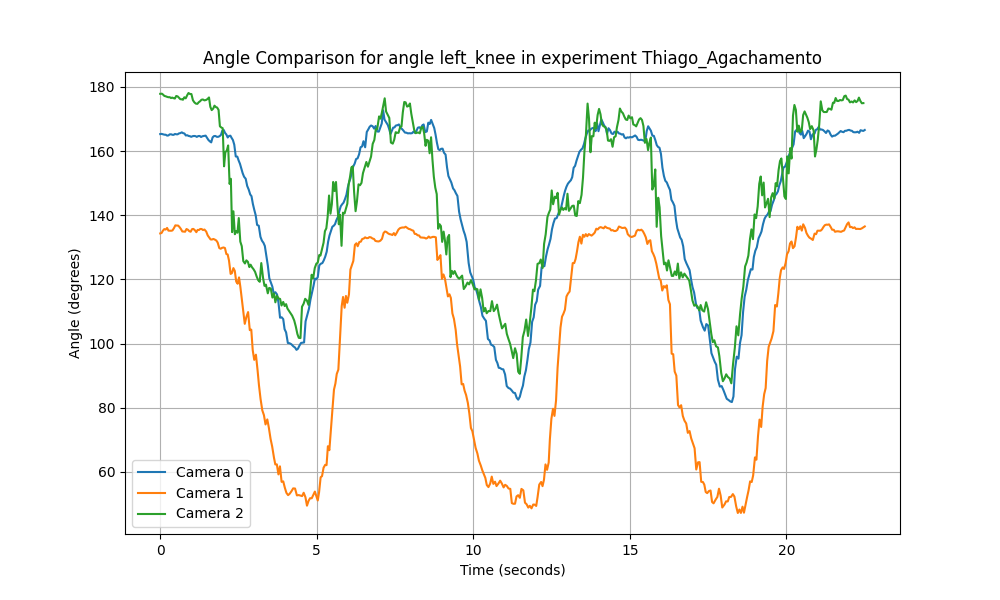 Angle Comparison for angle left_knee in experiment Thiago_Agachamento
180
160
140
120
100
80
60
Angle (degrees)
Camera 0
Camera 1
Camera 2
0 5 10 15 20
Time (seconds)